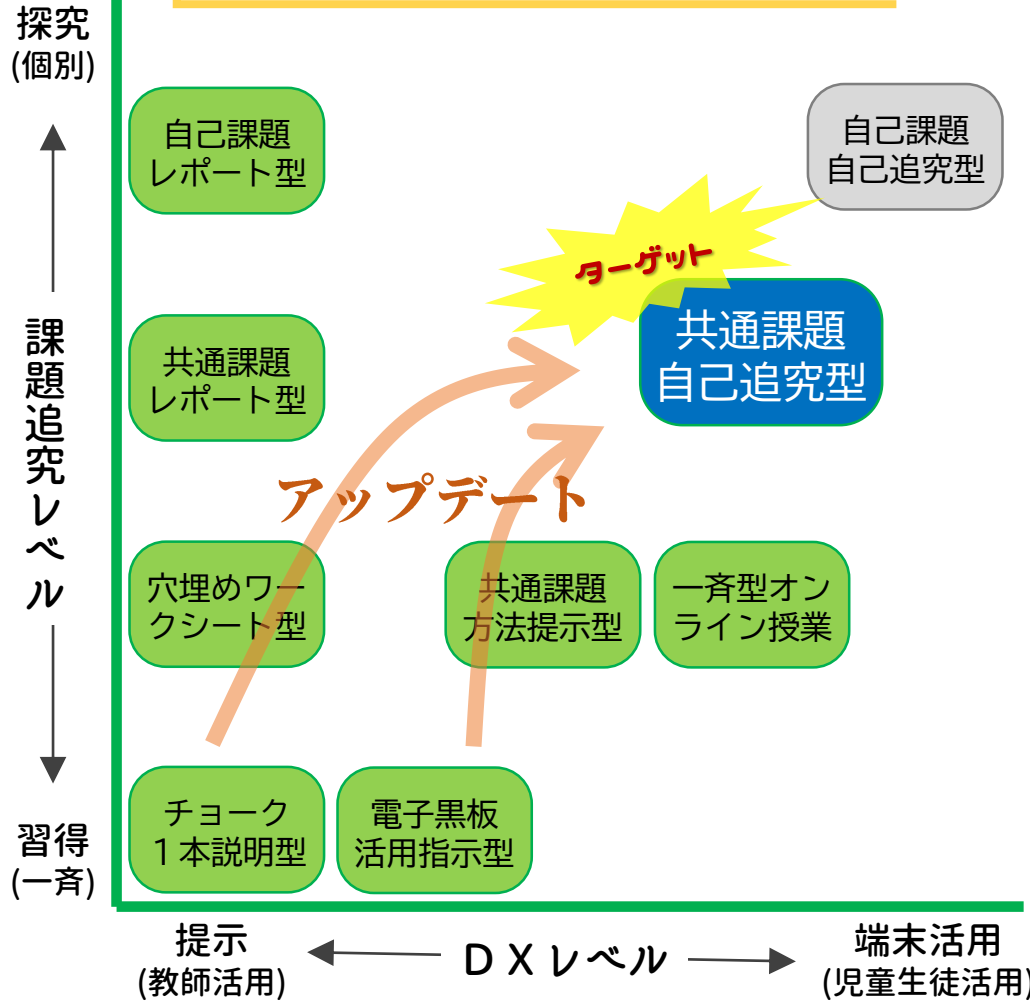 探究
(個別)
自己課題
レポート型
自己課題
自己追究型
ターゲット
共通課題
自己追究型
課題追究レベル
共通課題
レポート型
アップデート
穴埋めワー
クシート型
共通課題
方法提示型
一斉型オン
ライン授業
チョーク
１本説明型
電子黒板
活用指示型
習得
(一斉)
提示
(教師活用)
ＤＸレベル
端末活用
(児童生徒活用)